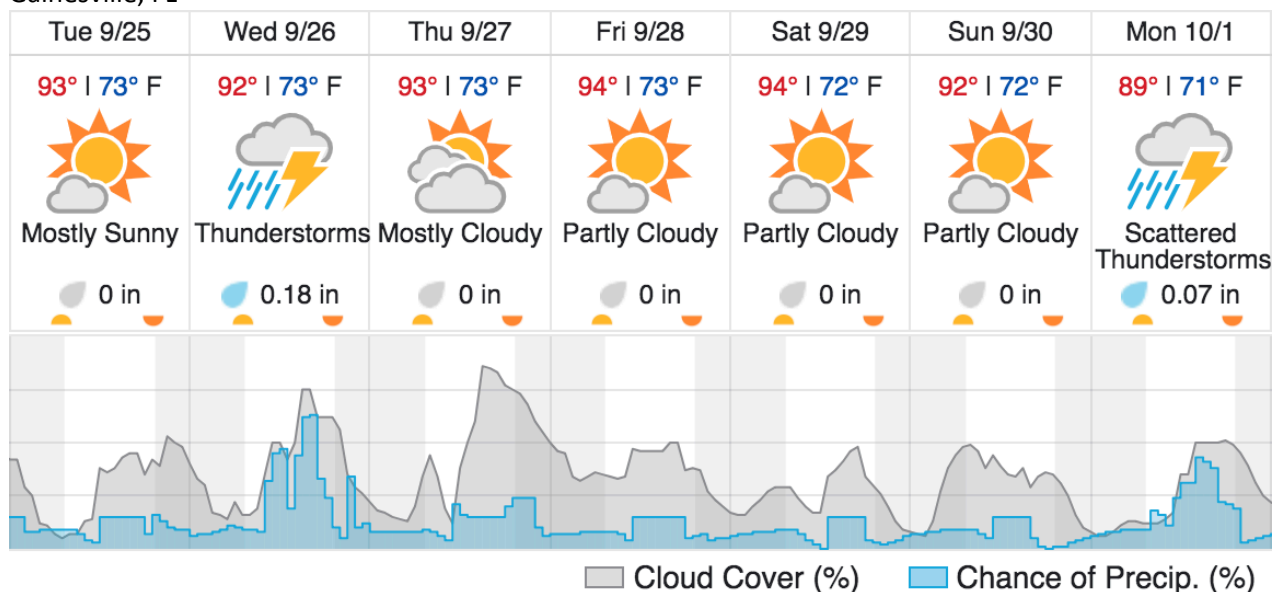 Tue 9/25 Wed 9/26 Thu 9/27 Fri 9/28 Sat 9/29 Sun 9/30 Mon 10/1
93° | 73° F 92° | 73° F 93° | 73° F 94° | 73° F 94° | 72° F 92° | 72° F 89° | 71° F
Mostly Sunny Thunderstorms Mostly Cloudy Partly Cloudy Partly Cloudy Partly Cloudy Scattered
Thunderstorms
0 in 0.18 in 0 in 0 in 0 in 0 in 0.07 in
Cloud Cover (%) Chance of Precip. (%)